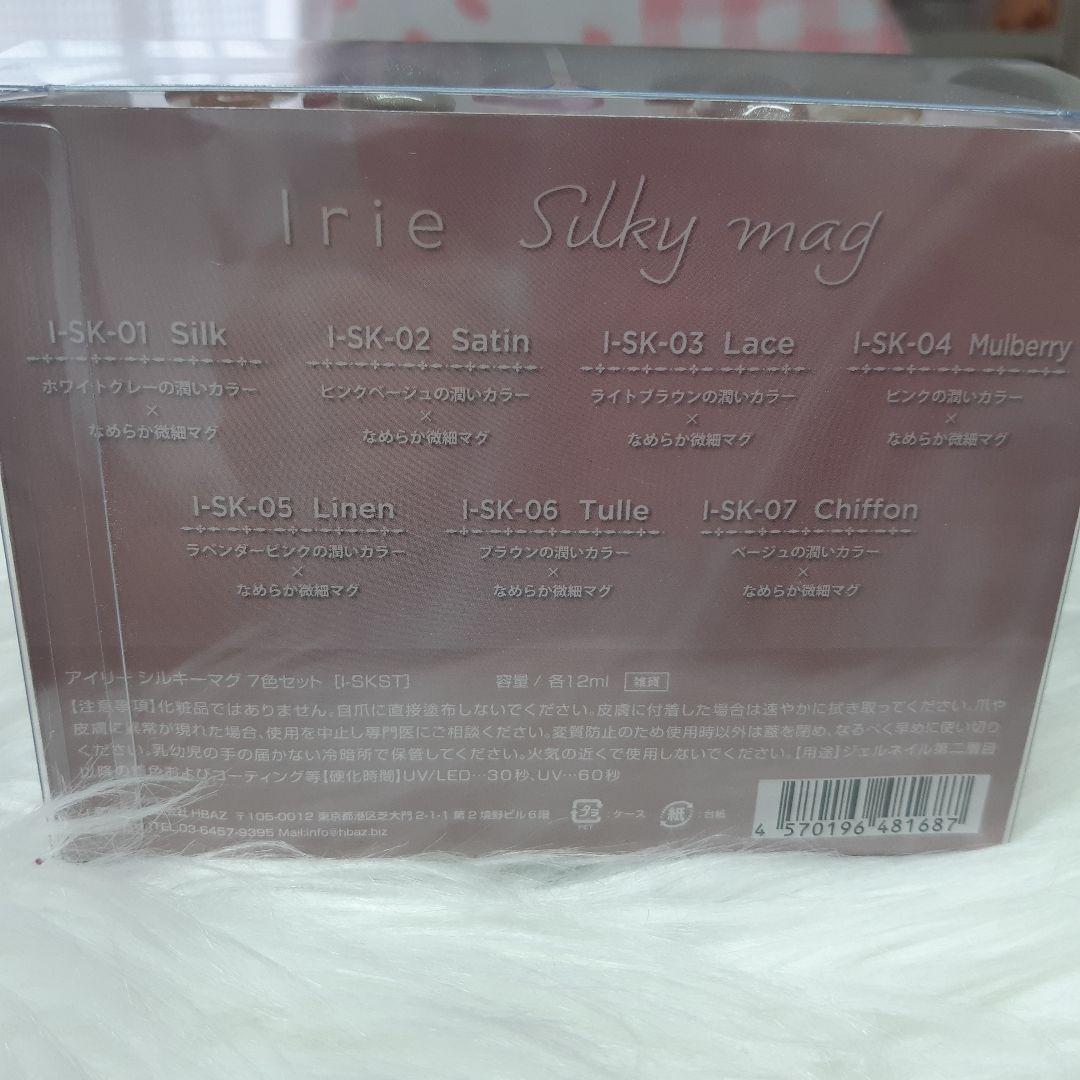 Irie Silky mag
I-SK-01 Silk I-SK-02 Satin I-SK-03 Lace I-SK-04 Mulberry
ホワイトグレーの潤いカラー ピンクベージュの潤いカラー ライトブラウンの潤いカラー ピンクの潤いカラー
× × × ×
なめらか微細マグ なめらか微細マグ なめらか微細マグ なめらか微細マグ
I-SK-05 Linen I-SK-06 Tulle I-SK-07 Chiffon
ラベンダーピンクの潤いカラー ブラウンの潤いカラー ベージュの潤いカラー
× × ×
なめらか微細マグ なめらか微細マグ なめらか微細マグ
アイリー シルキーマグ 7色セット [I-SKST] 容量/各12ml 雑貨
【注意事項】化粧品ではありません。自爪に直接塗布しないでください。皮膚に付着した場合は速やかに拭き取ってください。爪や
皮膚に異常が現れた場合、使用を中止し専門医にご相談ください。変質防止のため使用時以外は蓋を閉め、なるべく早めに使い切り
ください。乳幼児の手の届かない冷暗所で保管してください。火気の近くで使用しないでください。【用途】ジェルネイル第二層目
以降の着色およびコーティング等【硬化時間】UV/LED…30秒、UV…60秒
HBAZ 〒105-0012 東京都港区芝大門2-1-1 第2境野ビル6階 プラ PET :ケース 紙 :台紙
TEL.03-6457-9395 Mail:info@hbaz.biz
4 570196 481687